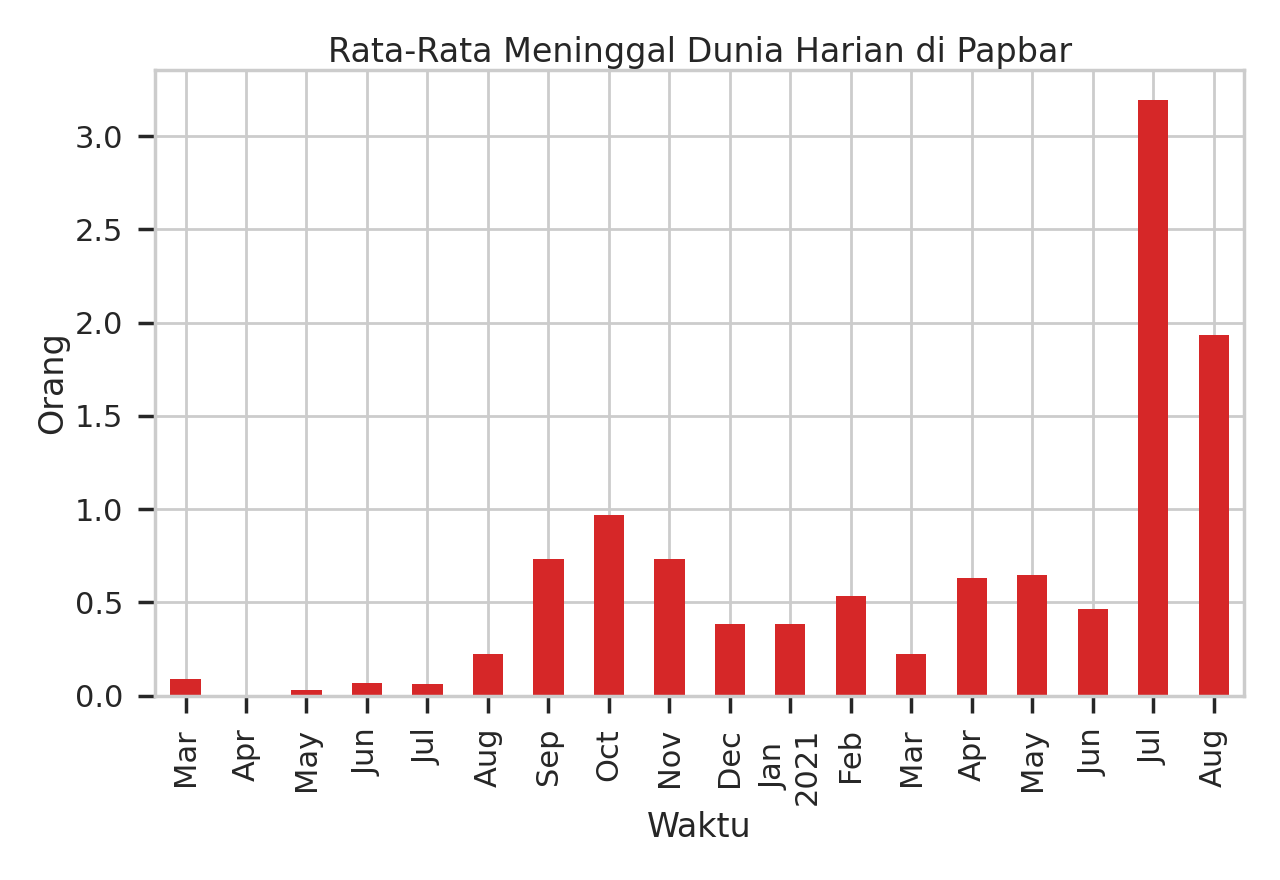 Rata-Rata Meninggal Dunia Harian di Papbar
3.0
2.5
2.0
1.5
1.0
0.5
0.0
Orang
Mar
Apr
May
Jun
Jul
Aug
Sep
Oct
Nov
Dec
Jan
2021
Feb
Mar
Apr
May
Jun
Jul
Aug
Waktu